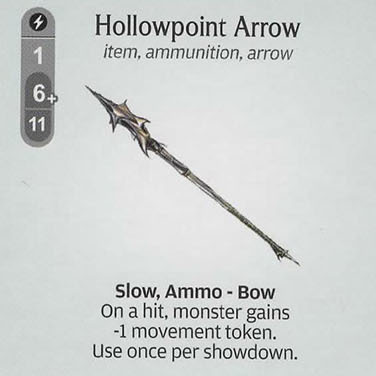 Hollowpoint Arrow
item, ammunition, arrow
1
6+
11
Slow, Ammo - Bow
On a hit, monster gains
-1 movement token.
Use once per showdown.